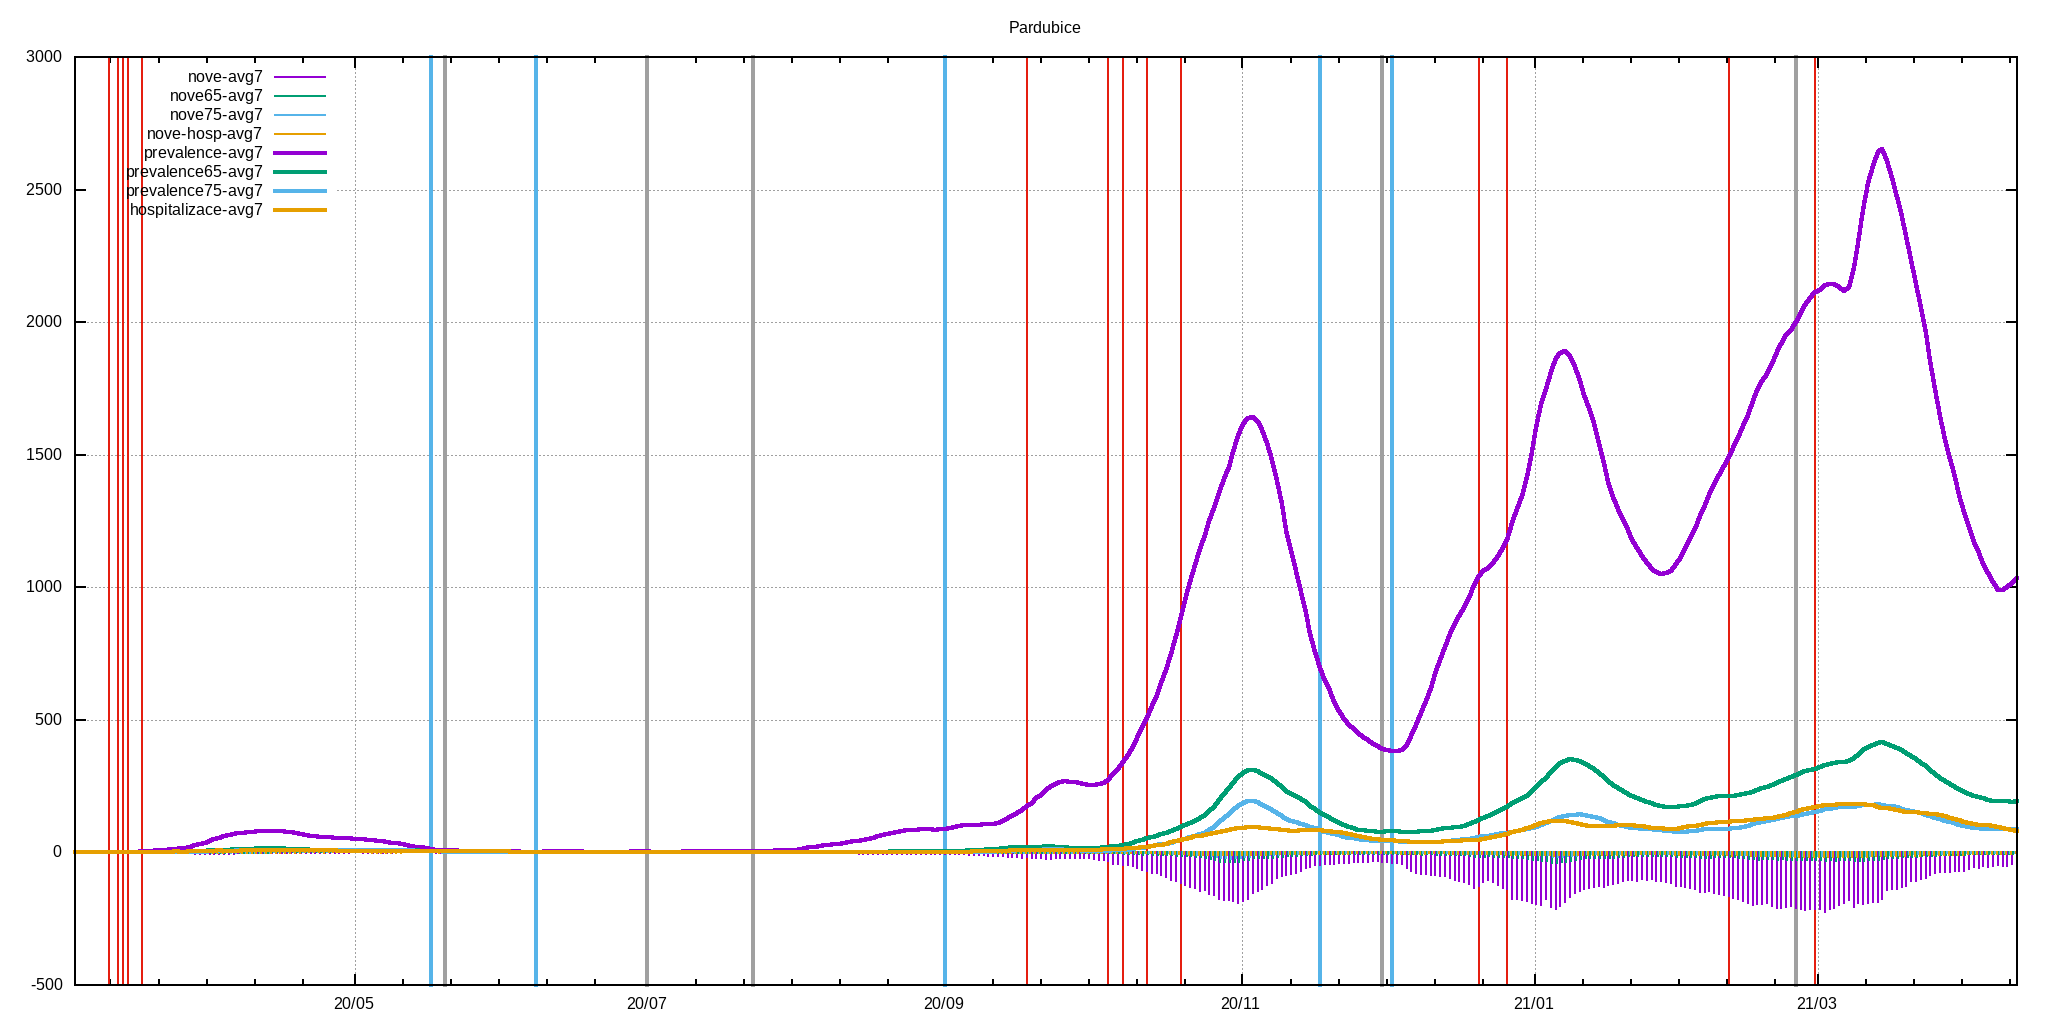 Pardubice
3000
2500
2000
1500
1000
500
0
-500
nove-avg7
nove65-avg7
nove75-avg7
nove-hosp-avg7
prevalence-avg7
prevalence65-avg7
prevalence75-avg7
hospitalizace-avg7
20/05 20/07 20/09 20/11 21/01 21/03